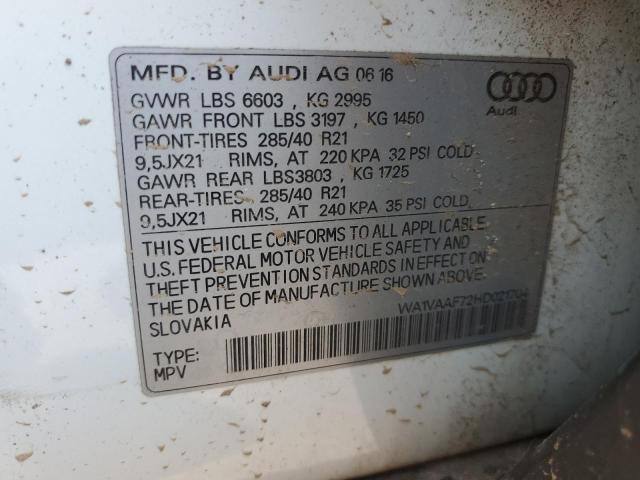 MFD. BY AUDI AG 06 16
GVWR LBS 6603 , KG 2995
GAWR FRONT LBS 3197 , KG 1450
FRONT-TIRES 285/40 R21
9,5JX21 RIMS, AT 220 KPA 32 PSI COLD
GAWR REAR LBS3803 , KG 1725
REAR-TIRES 285/40 R21
9,5JX21 RIMS, AT 240 KPA 35 PSI COLD
THIS VEHICLE CONFORMS TO ALL APPLICABLE
U.S. FEDERAL MOTOR VEHICLE SAFETY AND
THEFT PREVENTION STANDARDS IN EFFECT ON
THE DATE OF MANUFACTURE SHOWN ABOVE.
SLOVAKIA
WA1VAAF72HD021704
TYPE:
MPV
Audi